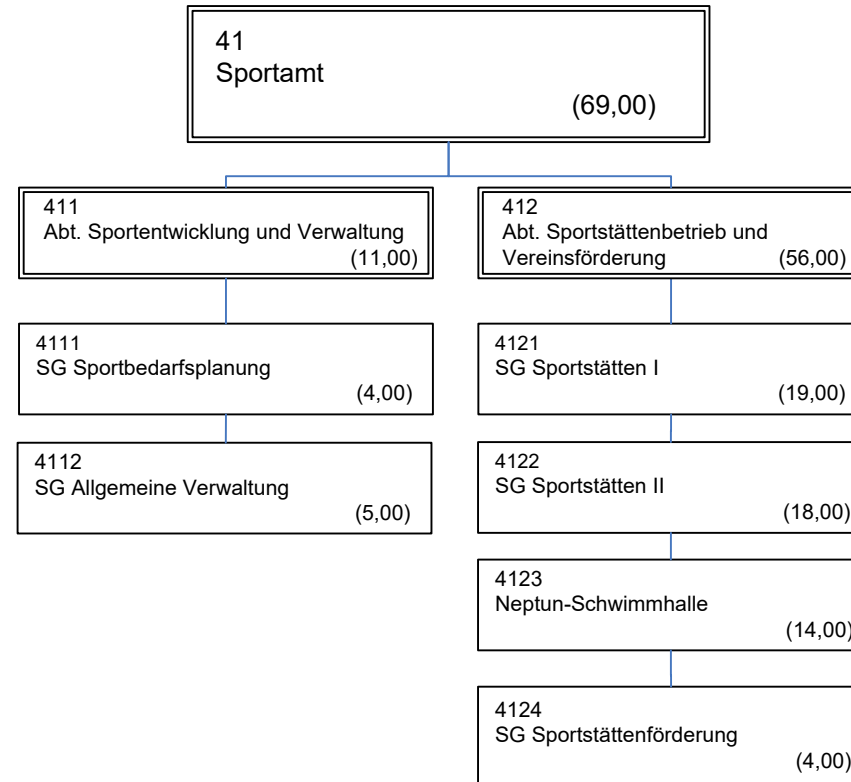 41
Sportamt
(69,00)
411
Abt. Sportentwicklung und Verwaltung
(11,00)
4111
SG Sportbedarfsplanung
(4,00)
4112
SG Allgemeine Verwaltung
(5,00)
412
Abt. Sportstättenbetrieb und
Vereinsförderung (56,00)
4121
SG Sportstätten I
(19,00)
4122
SG Sportstätten II
(18,00)
4123
Neptun-Schwimmhalle
(14,00)
4124
SG Sportstättenförderung
(4,00)